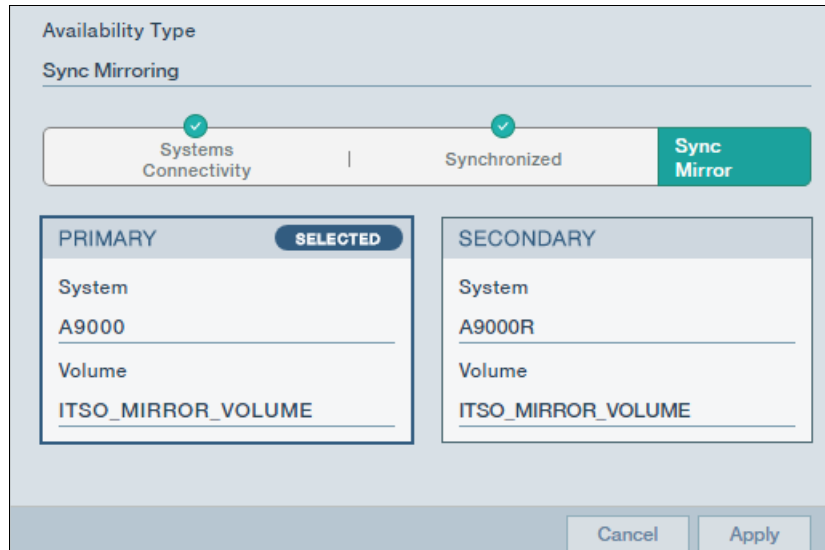 Availability Type
Sync Mirroring
Systems
Connectivity
|
Synchronized
Sync
Mirror
PRIMARY
SELECTED
System
A9000
Volume
ITSO_MIRROR_VOLUME
SECONDARY
System
A9000R
Volume
ITSO_MIRROR_VOLUME
Cancel
Apply